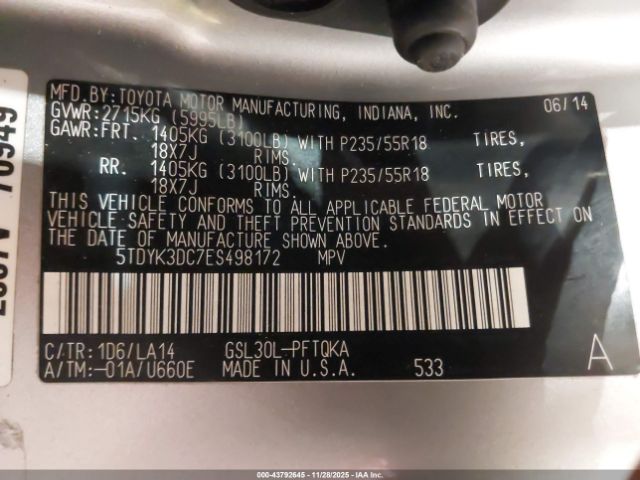 MFD.BY:TOYOTA MOTOR MANUFACTURING, INDIANA, INC. 06/14
GVWR:2715KG (5995LB)
GAWR:FRT. 1405KG (3100LB) WITH P235/55R18 TIRES,
18X7J RIMS.
RR. 1405KG (3100LB) WITH P235/55R18 TIRES,
18X7J RIMS.
THIS VEHICLE CONFORMS TO ALL APPLICABLE FEDERAL MOTOR
VEHICLE SAFETY AND THEFT PREVENTION STANDARDS IN EFFECT ON
THE DATE OF MANUFACTURE SHOWN ABOVE.
5TDYK3DC7ES498172 MPV
C/TR:1D6/LA14 GSL30L-PFTQKA
A/TM:-01A/U660E MADE IN U.S.A. 533 A
70949
000-43792645 - 11/28/2025 - IAAI.COM